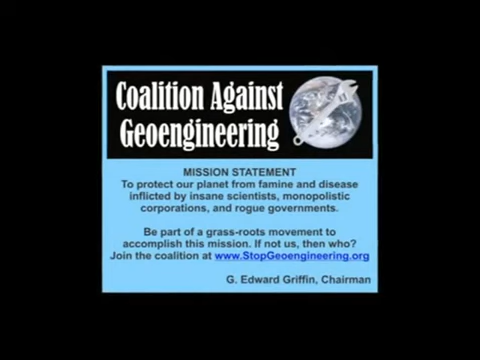 Coalition Against
Geoengineering
MISSION STATEMENT
To protect our planet from famine and disease
inflicted by insane scientists, monopolistic
corporations, and rogue governments.
Be part of a grass-roots movement to
accomplish this mission. If not us, then who?
Join the coalition at www.StopGeoengineering.org
G. Edward Griffin, Chairman